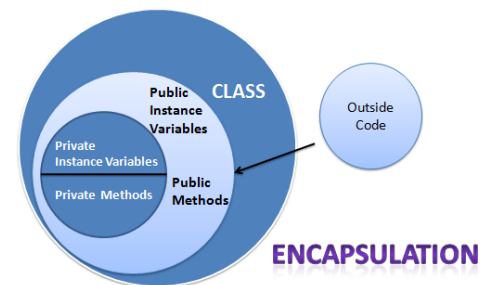 CLASS
Public
Instance
Variables
Private
Instance Variables
Private Methods
Public
Methods
Outside
Code
ENCAPSULATION